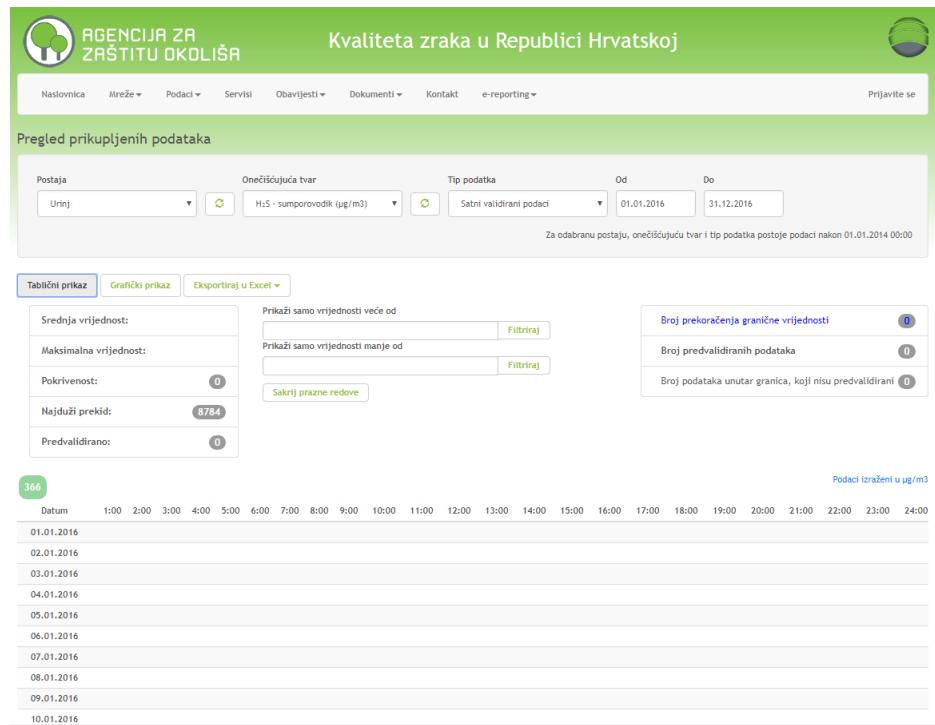 AGENCIJA ZA
ZAŠTITU OKOLIŠA
Kvaliteta zraka u Republici Hrvatskoj
Naslovnica Mreže Podaci Servisi Obavijesti Dokumenti Kontakt e-reporting Prijavite se
Pregled prikupljenih podataka
Postaja Onečišćujuća tvar Tip podatka Od Do
Urinj H₂S - sumporovodik (µg/m3) Satni validirani podaci 01.01.2016 31.12.2016
Za odabranu postaju, onečišćujuću tvar i tip podatka postoje podaci nakon 01.01.2014 00:00
Tablični prikaz Grafički prikaz Eksportiraj u Excel
Srednja vrijednost:
Maksimalna vrijednost:
Pokrivenost: 0
Najduži prekid: 8784
Predvalidirano: 0
Prikaži samo vrijednosti veće od
Filtriraj
Prikaži samo vrijednosti manje od
Filtriraj
Sakrij prazne redove
Broj prekoračenja granične vrijednosti 0
Broj predvalidiranih podataka 0
Broj podataka unutar granica, koji nisu predvalidirani 0
366
Podaci izraženi u µg/m3
Datum 1:00 2:00 3:00 4:00 5:00 6:00 7:00 8:00 9:00 10:00 11:00 12:00 13:00 14:00 15:00 16:00 17:00 18:00 19:00 20:00 21:00 22:00 23:00 24:00
01.01.2016
02.01.2016
03.01.2016
04.01.2016
05.01.2016
06.01.2016
07.01.2016
08.01.2016
09.01.2016
10.01.2016